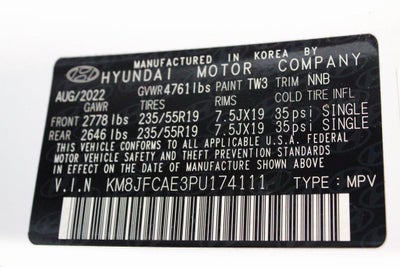 MANUFACTURED IN KOREA BY
HYUNDAI MOTOR COMPANY
AUG/2022 GVWR 4761lbs PAINT TW3 TRIM NNB
GAWR TIRES RIMS COLD TIRE INFL
FRONT 2778 lbs 235/55R19 7.5JX19 35psi SINGLE
REAR 2646 lbs 235/55R19 7.5JX19 35psi SINGLE
THIS VEHICLE CONFORMS TO ALL APPLICABLE U.S.A. FEDERAL
MOTOR VEHICLE SAFETY AND THEFT PREVENTION STANDARDS
IN EFFECT ON THE DATE OF MANUFACTURE SHOWN ABOVE.
V.I.N KM8JFCAE3PU174111 TYPE: MPV